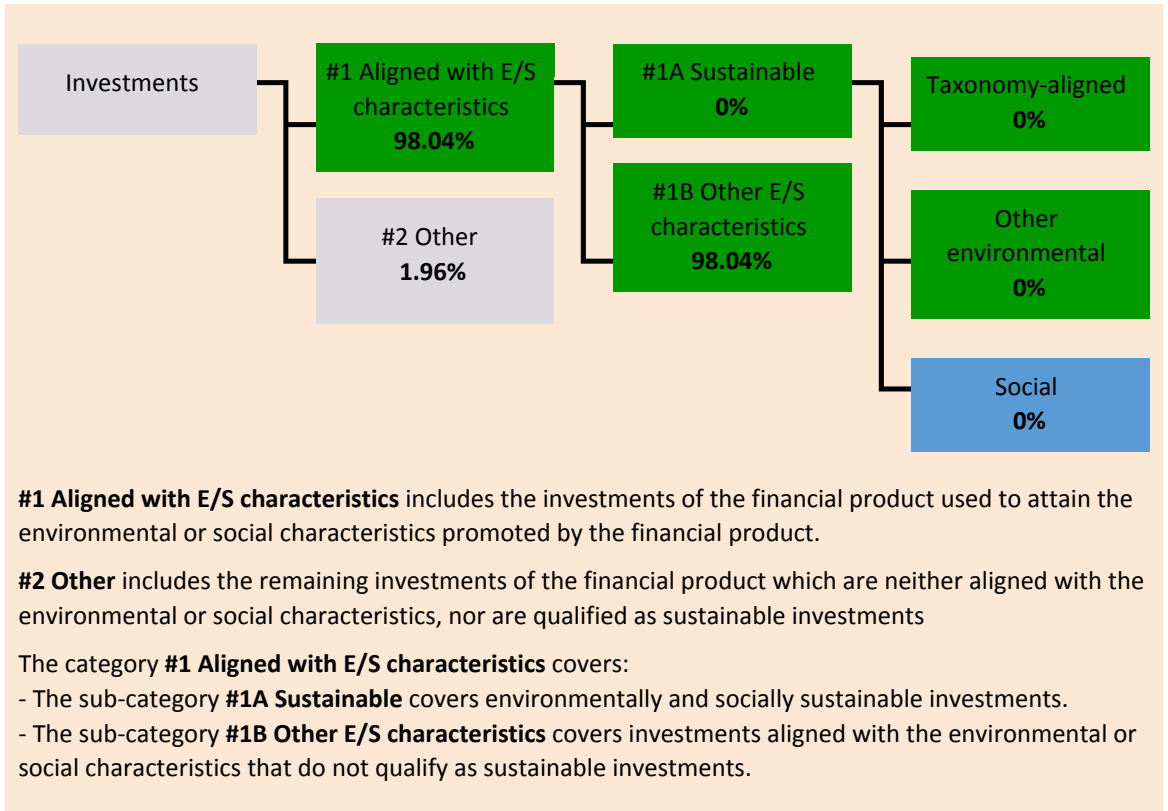 Investments
#1 Aligned with E/S
characteristics
98.04%
#2 Other
1.96%
#1A Sustainable
0%
#1B Other E/S
characteristics
98.04%
Taxonomy-aligned
0%
Other
environmental
0%
Social
0%
#1 Aligned with E/S characteristics includes the investments of the financial product used to attain the
environmental or social characteristics promoted by the financial product.
#2 Other includes the remaining investments of the financial product which are neither aligned with the
environmental or social characteristics, nor are qualified as sustainable investments
The category #1 Aligned with E/S characteristics covers:
- The sub-category #1A Sustainable covers environmentally and socially sustainable investments.
- The sub-category #1B Other E/S characteristics covers investments aligned with the environmental or
social characteristics that do not qualify as sustainable investments.